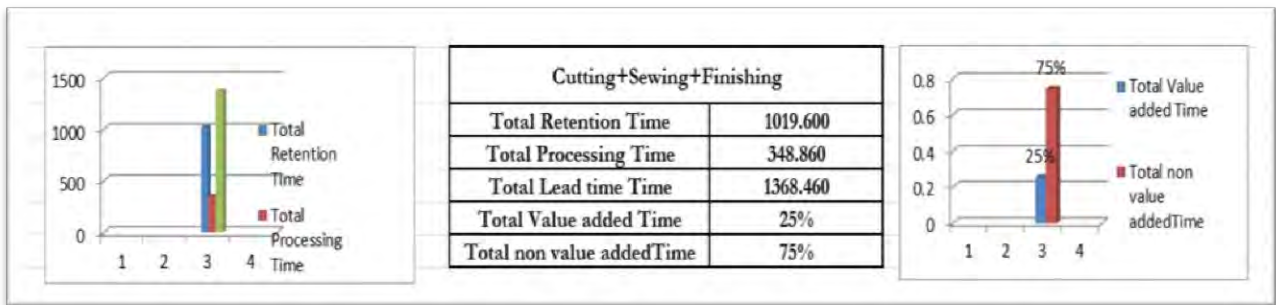 1500
1000
500
0
1 2 3 4
Total
Retention
TIme
Total
Processing
Time
Cutting+Sewing+Finishing
Total Retention Time 1019.600
Total Processing Time 348.860
Total Lead time Time 1368.460
Total Value added Time 25%
Total non value addedTime 75%
0.8
0.6
0.4
0.2
0
75%
25%
1 2 3 4
Total Value
added Time
Total non
value
addedTime